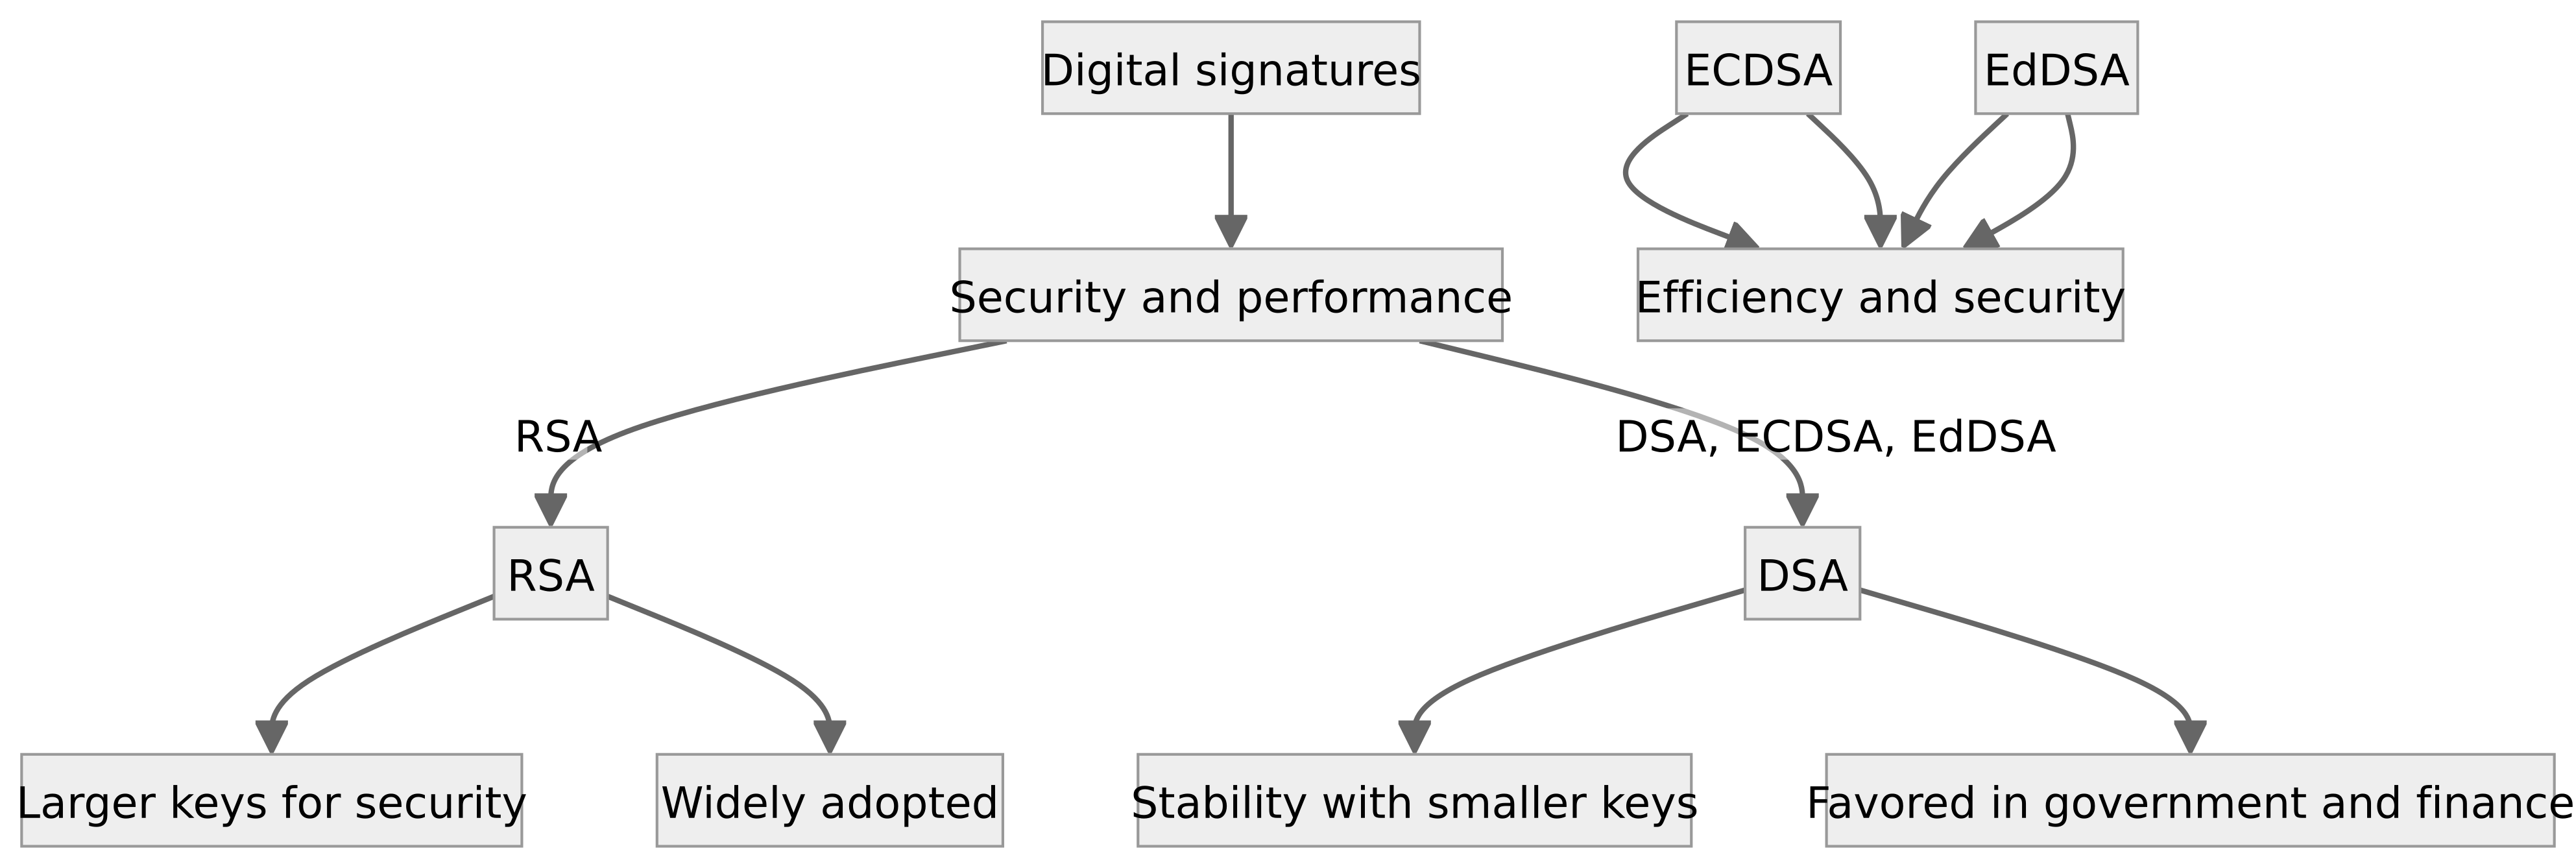 Digital signatures
ECDSA
EdDSA
Security and performance
Efficiency and security
RSA
DSA, ECDSA, EdDSA
RSA
DSA
Larger keys for security
Widely adopted
Stability with smaller keys
Favored in government and finance